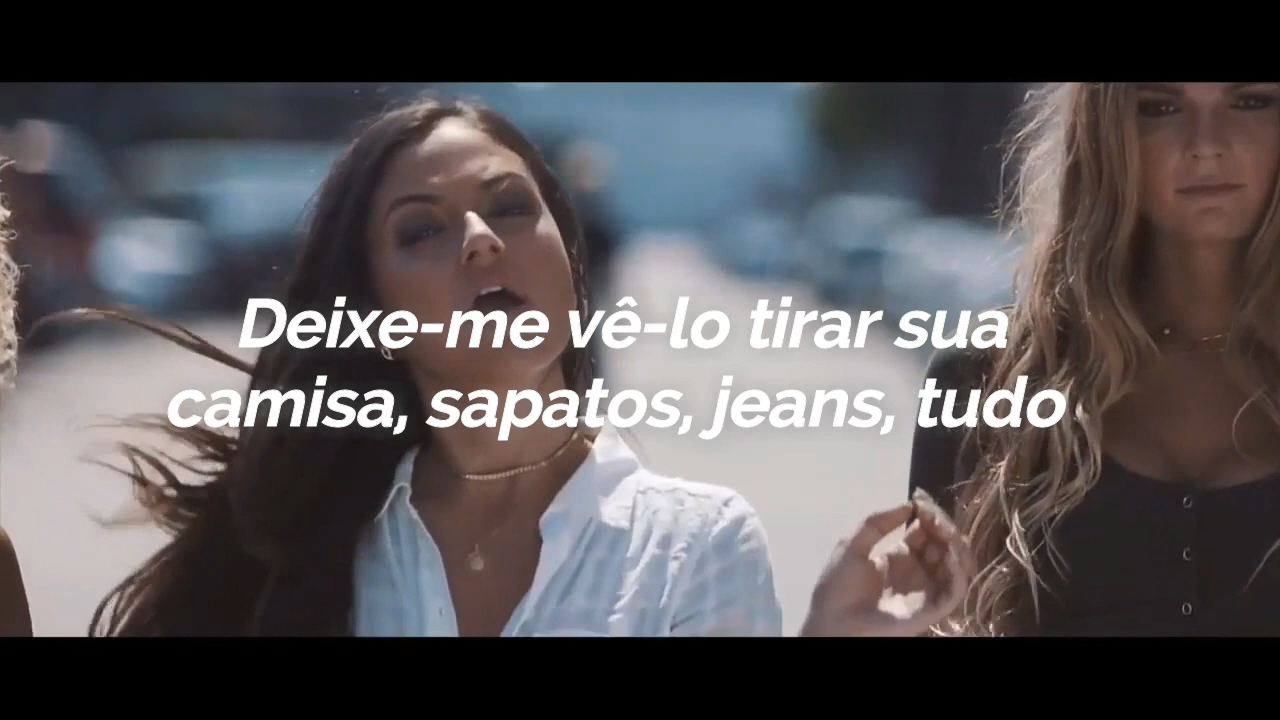 Deixe-me vê-lo tirar sua
camisa, sapatos, jeans, tudo